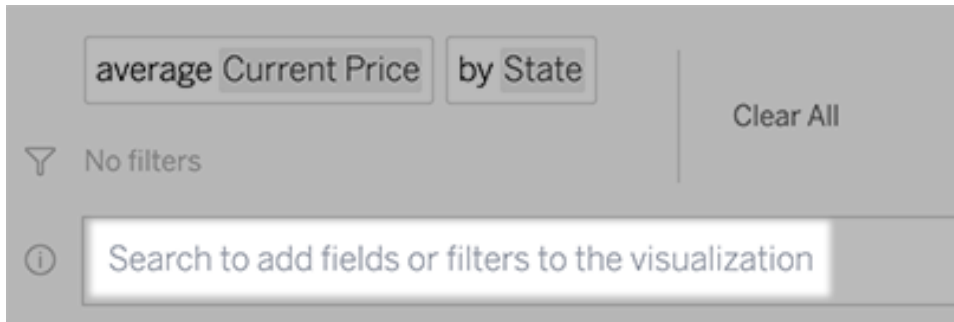 average Current Price by State
Clear All
No filters
Search to add fields or filters to the visualization